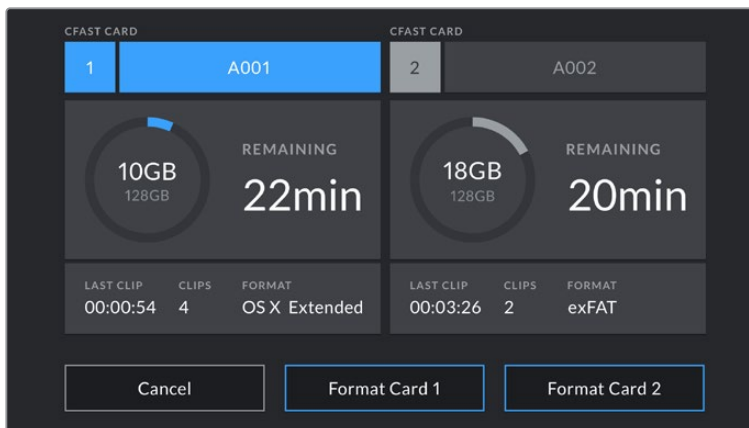 CFAST CARD
1 A001
10GB
128GB
REMAINING
22min
LAST CLIP CLIPS FORMAT
00:00:54 4 OS X Extended
CFAST CARD
2 A002
18GB
128GB
REMAINING
20min
LAST CLIP CLIPS FORMAT
00:03:26 2 exFAT
Cancel Format Card 1 Format Card 2